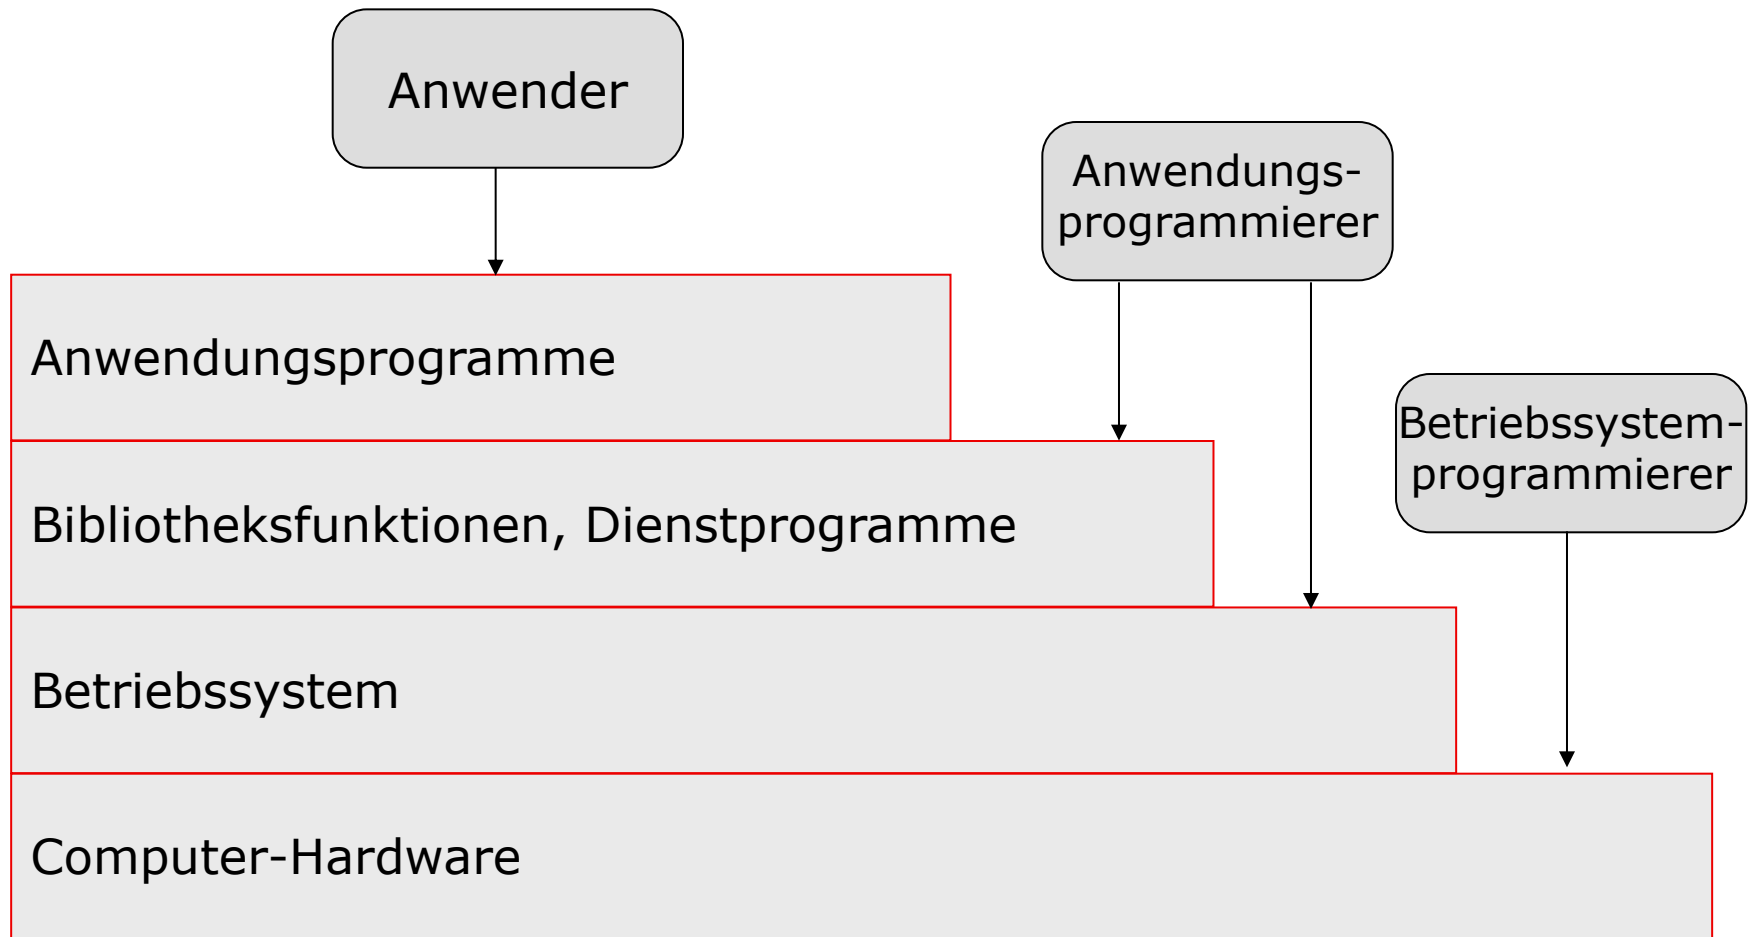 Anwender
Anwendungs-
programmierer
Anwendungsprogramme
Betriebssystem-
programmierer
Bibliotheksfunktionen, Dienstprogramme
Betriebssystem
Computer-Hardware